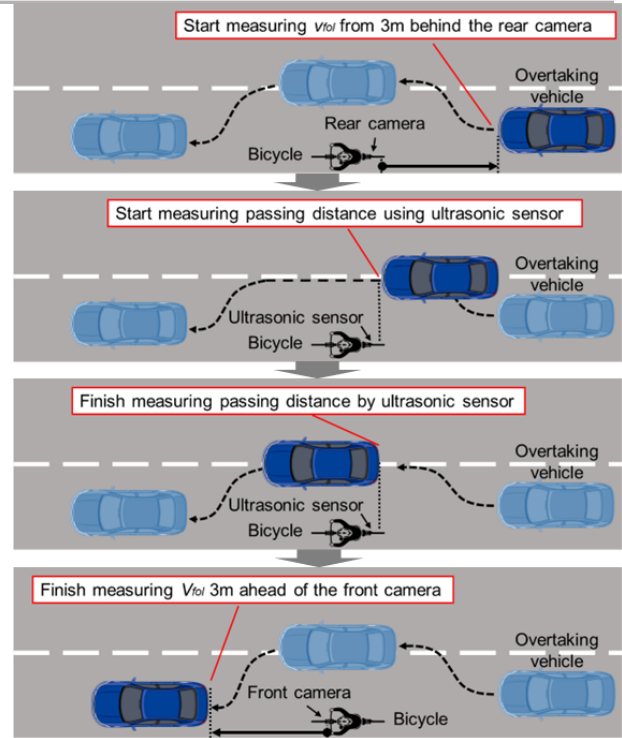 Start measuring vfol from 3m behind the rear camera
Overtaking
vehicle
Rear camera
Bicycle
Start measuring passing distance using ultrasonic sensor
Overtaking
vehicle
Ultrasonic sensor
Bicycle
Finish measuring passing distance by ultrasonic sensor
Overtaking
vehicle
Ultrasonic sensor
Bicycle
Finish measuring Vfol 3m ahead of the front camera
Overtaking
vehicle
Front camera
Bicycle